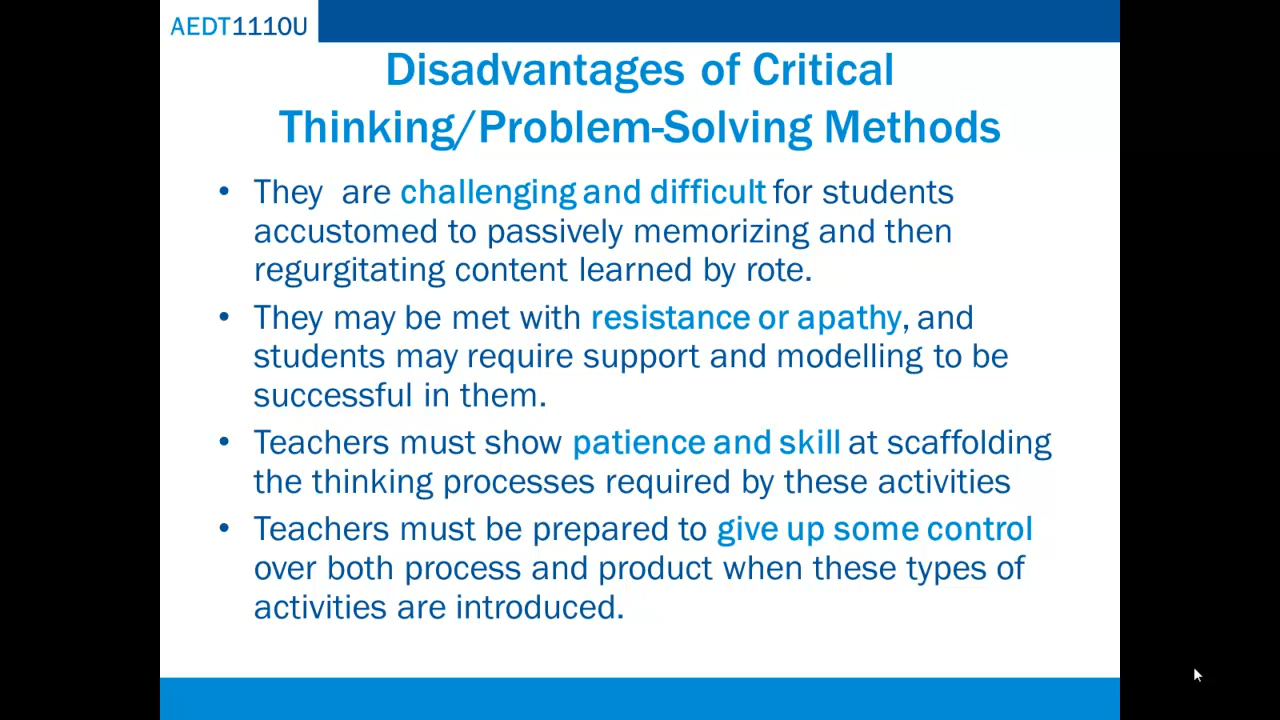 AEDT1110U
Disadvantages of Critical
Thinking/Problem-Solving Methods
• They are challenging and difficult for students
accustomed to passively memorizing and then
regurgitating content learned by rote.
• They may be met with resistance or apathy, and
students may require support and modelling to be
successful in them.
• Teachers must show patience and skill at scaffolding
the thinking processes required by these activities
• Teachers must be prepared to give up some control
over both process and product when these types of
activities are introduced.